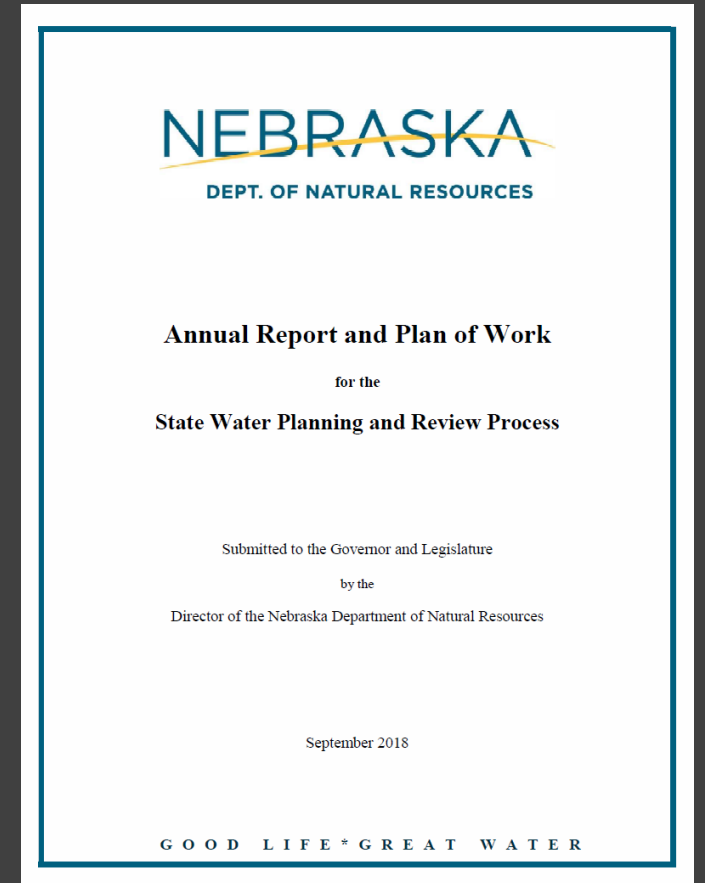 NEBRASKA
DEPT. OF NATURAL RESOURCES
Annual Report and Plan of Work
for the
State Water Planning and Review Process
Submitted to the Governor and Legislature
by the
Director of the Nebraska Department of Natural Resources
September 2018
GOOD LIFE*GREAT WATER